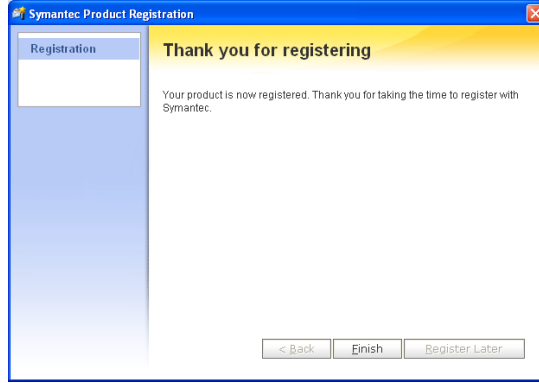 Symantec Product Registration
Registration
Thank you for registering
Your product is now registered. Thank you for taking the time to register with
Symantec.
< Back
Finish
Register Later